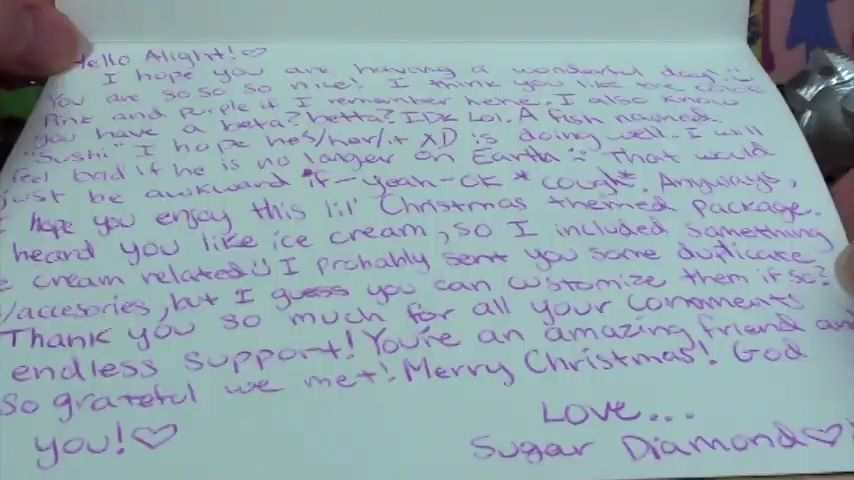 Hello Alight! ♡
I hope you are having a wonderful day! :)
You are so so so nice! I think you like the colors
Pink and Purple if I remember here. I also know
you have a beta? betta? IDK Lol. A fish named
"Sushi" I hope he's/her/it XD is doing well. I will
feel bad if he is no longer on Earth :( That would
just be awkward if-yeah-ok *cough*. Anyways,
I hope you enjoy this lil' Christmas themed package.
heard you like ice cream, so I included something
cream related :) I probably sent you some duplicate
/accesories, but I guess you can customize them if so?
Thank you so much for all your comments
endless support! You're an amazing friend and
so grateful we met! Merry Christmas! God
you! ♡
Love...
Sugar Diamond ♡